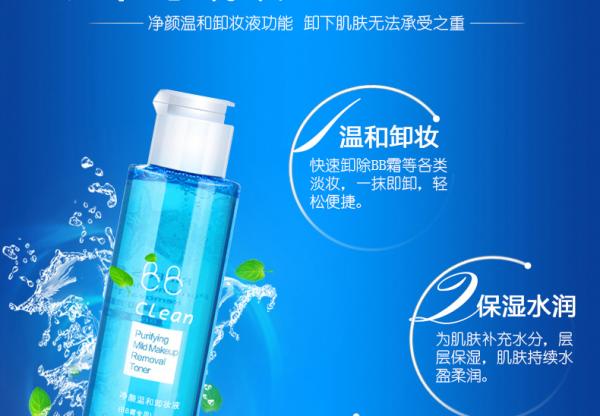 净颜温和卸妆液功能 卸下肌肤无法承受之重
1 温和卸妆
快速卸除BB霜等各类
淡妆，一抹即卸，轻
松便捷。
BB
Clean
Purifying
Mild Makeup
Removal
Toner
净颜温和卸妆液
2 保湿水润
为肌肤补充水分，层
层保湿，肌肤持续水
盈柔润。